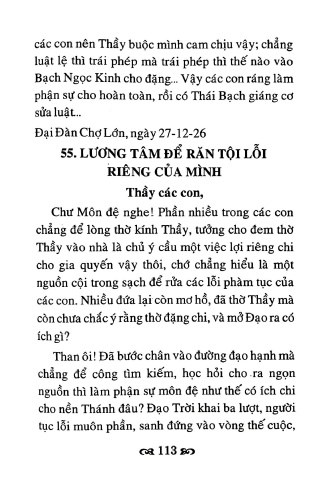 các con nên Thầy buộc mình cam chịu vậy; chẳng
luật lệ thì trái phép mà trái phép thì thế nào vào
Bạch Ngọc Kinh cho đặng... Vậy các con ráng làm
phận sự cho hoàn toàn, rồi có Thái Bạch giáng cơ
sửa luật...
Đại Đàn Chợ Lớn, ngày 27-12-26
55. LƯƠNG TÂM ĐỂ RĂN TỘI LỖI
RIÊNG CỦA MÌNH
Thầy các con,
Chư Môn đệ nghe! Phần nhiều trong các con
chẳng để lòng thờ kính Thầy, tưởng cho đem thờ
Thầy vào nhà là chủ ý cầu một việc lợi riêng chi
cho gia quyến vậy thôi, chớ chẳng hiểu là một
nguồn cội trong sạch để rửa các lỗi phàm tục của
các con. Nhiều đứa lại còn mơ hồ, đã thờ Thầy mà
còn chưa chắc ý rằng thờ đặng chi, và mở Đạo ra có
ích gì?
Than ôi! Đã bước chân vào đường đạo hạnh mà
chẳng để công tìm kiếm, học hỏi cho ra ngọn
nguồn thì làm phận sự môn đệ như thế có ích chi
cho nền Thánh đâu? Đạo Trời khai ba lượt, người
tục lỗi muôn phần, sanh đứng vào vòng thế cuộc,
113